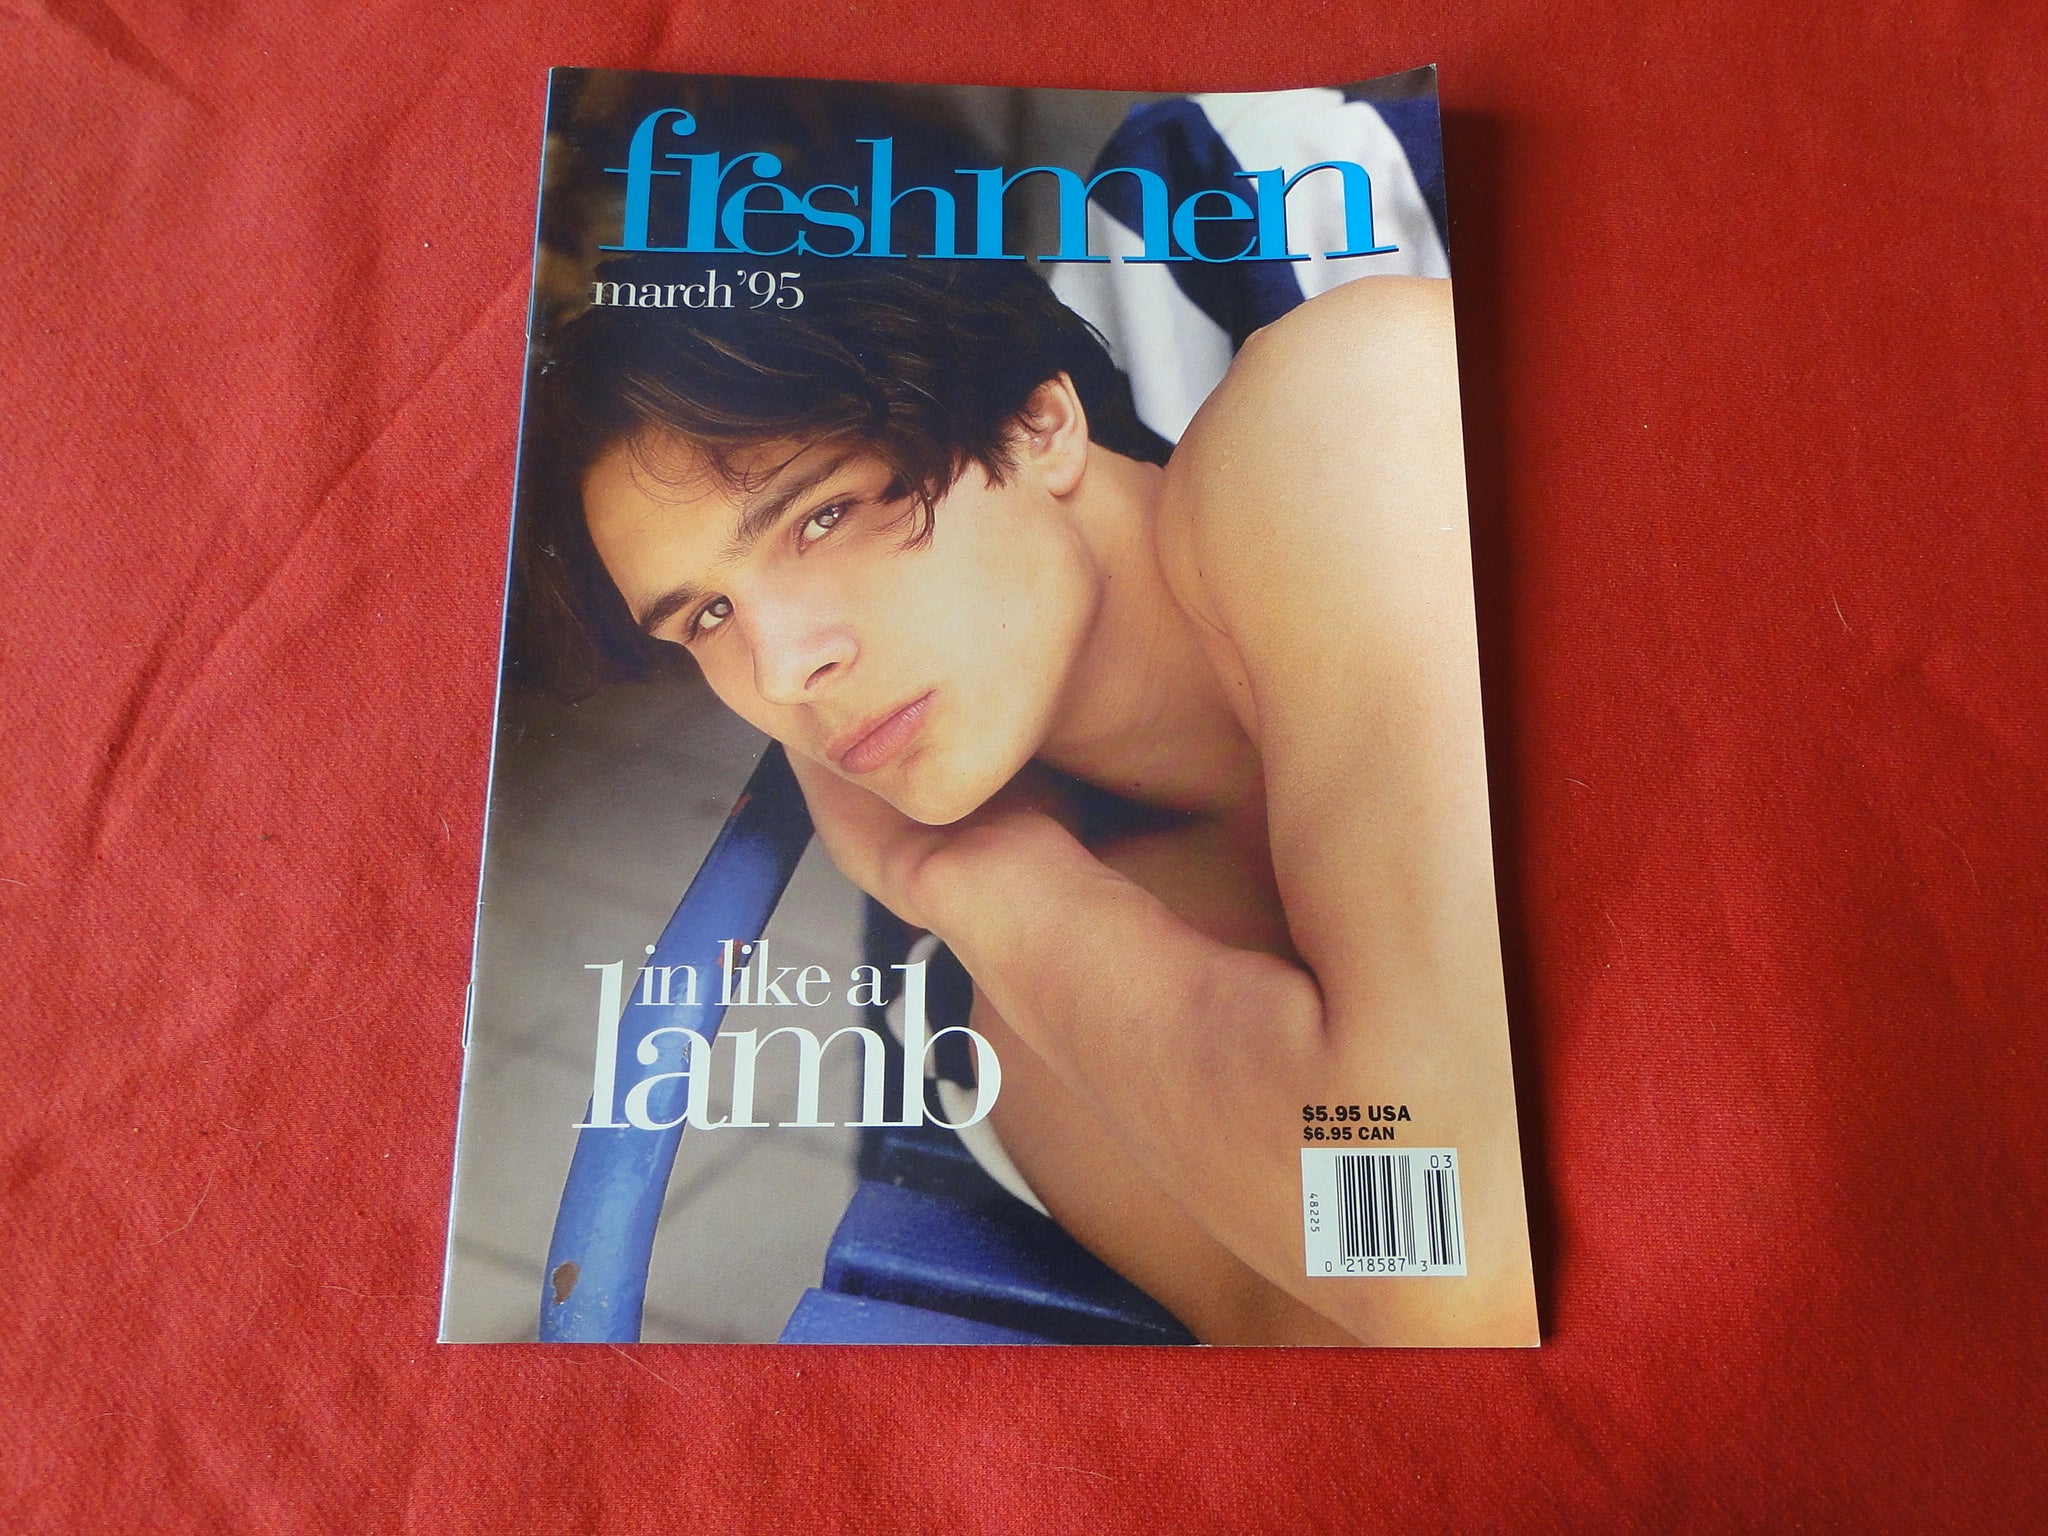 freshmen
march '95
in like a
lamb
$5.95 USA
$6.95 CAN
03
48225
0 218587 3